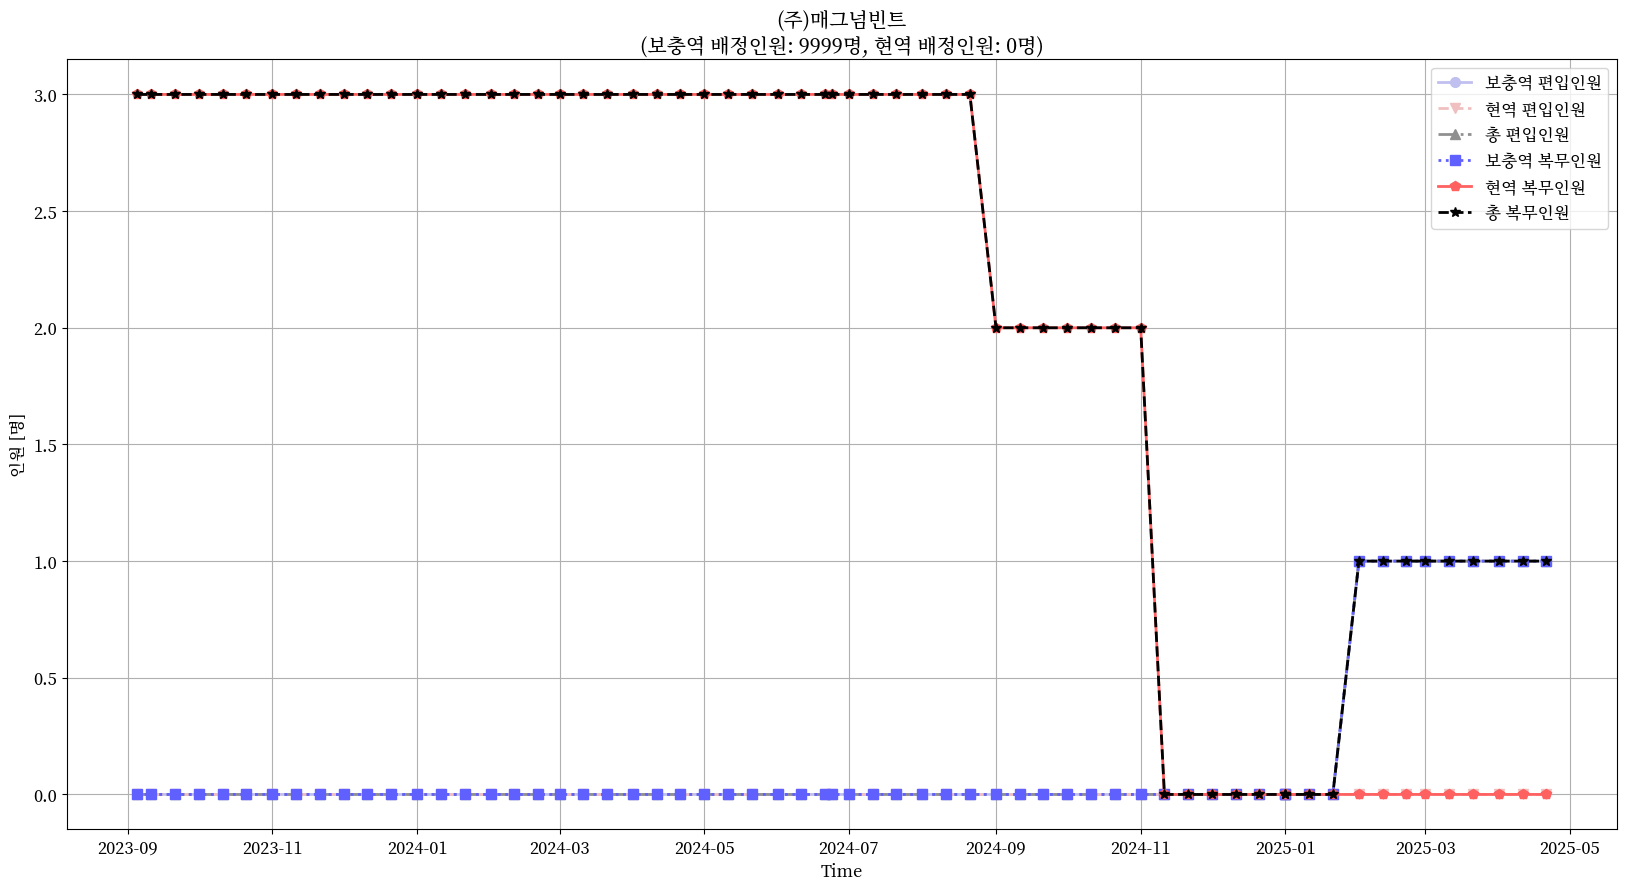 (주)매그넘빈트
(보충역 배정인원: 9999명, 현역 배정인원: 0명)
보충역 편입인원
현역 편입인원
총 편입인원
보충역 복무인원
현역 복무인원
총 복무인원
3.0
2.5
2.0
1.5
1.0
0.5
0.0
인원 [명]
2023-09 2023-11 2024-01 2024-03 2024-05 2024-07 2024-09 2024-11 2025-01 2025-03 2025-05
Time